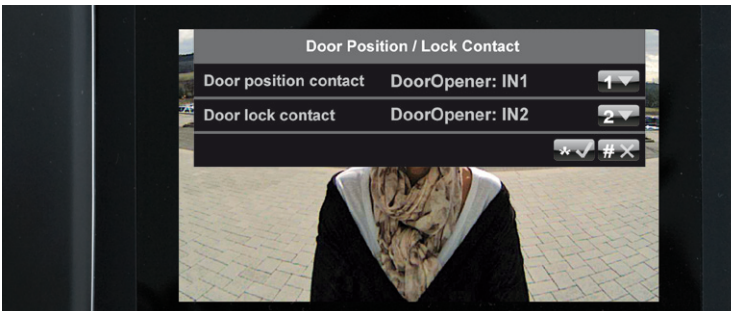 Door Position / Lock Contact
Door position contact DoorOpener: IN1 1
Door lock contact DoorOpener: IN2 2
* ✓ # ×